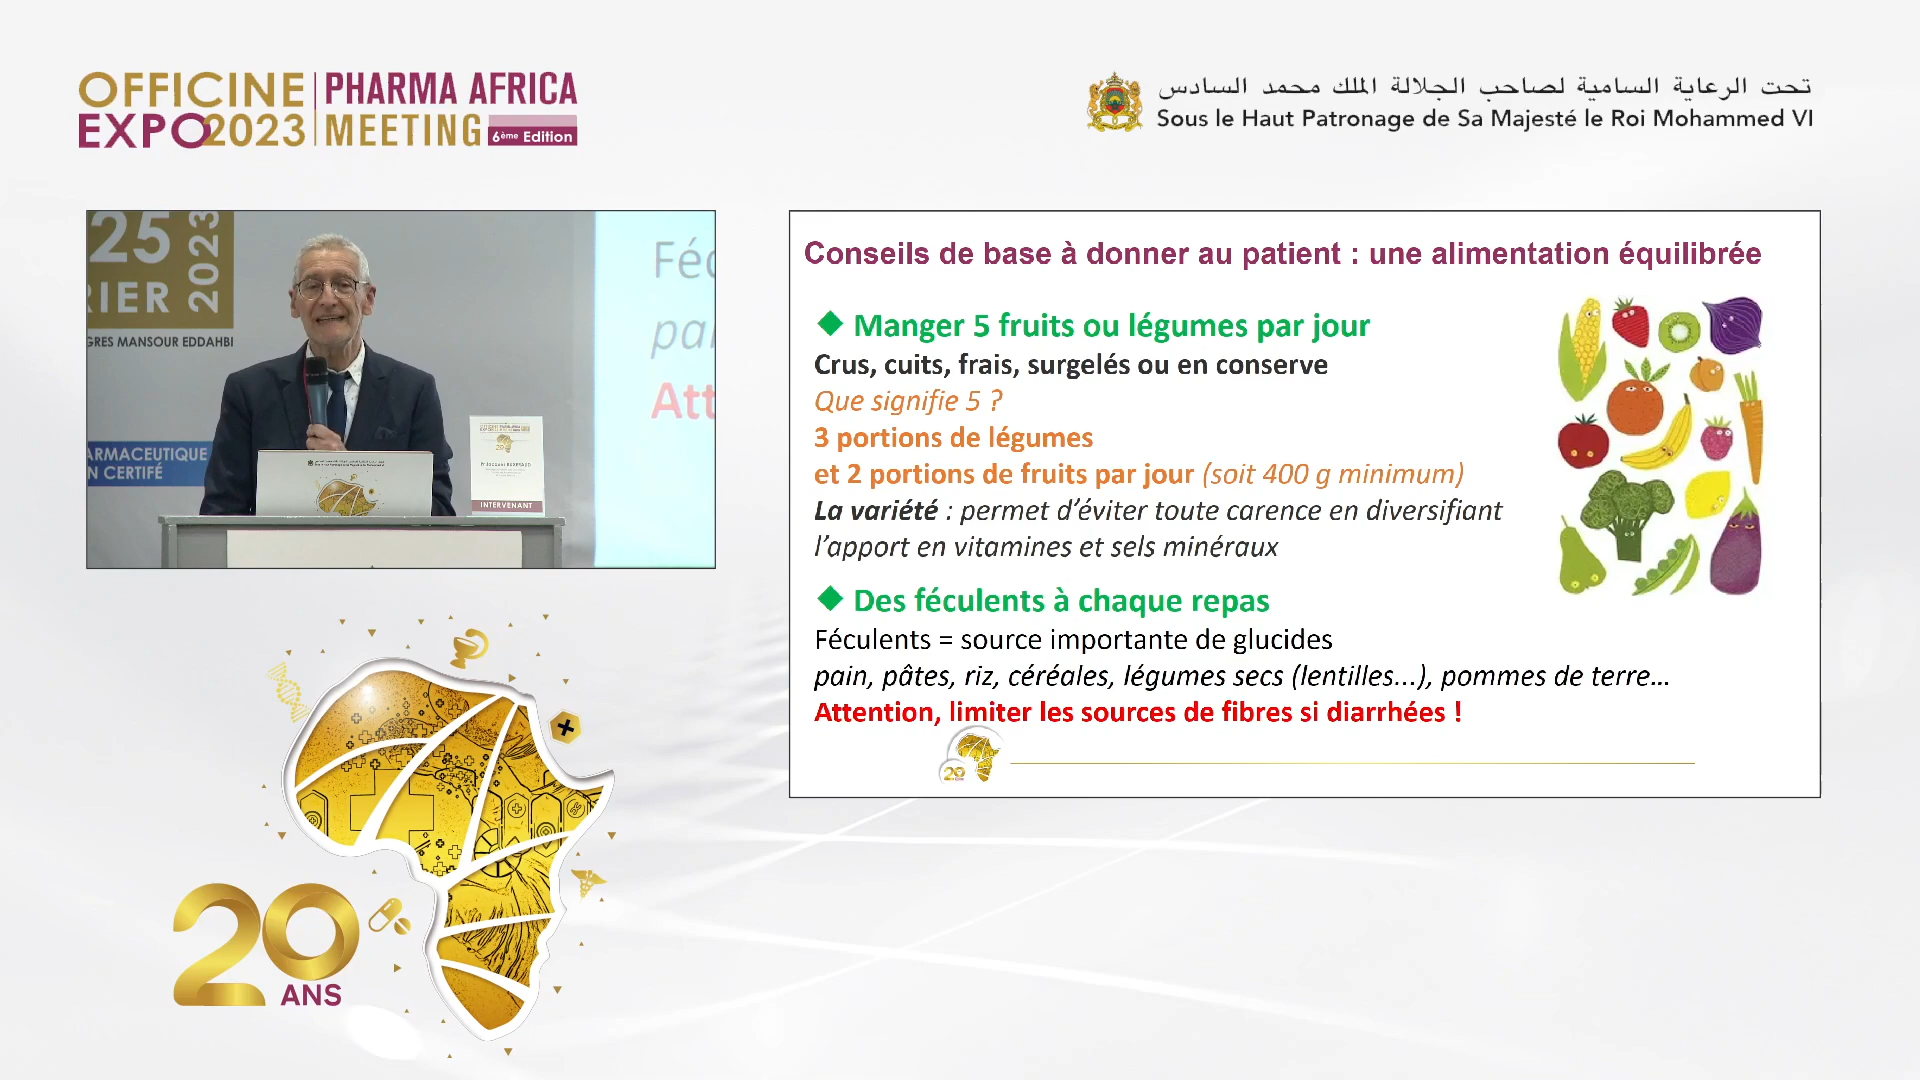 OFFICINE
EXPO2023
PHARMA AFRICA
MEETING
6ème Edition
تحت الرعاية السامية لصاحب الجلالة الملك محمد السادس
Sous le Haut Patronage de Sa Majesté le Roi Mohammed VI
25
2023
RIER
GRES MANSOUR EDDAHBI
ARMACEUTIQUE
N CERTIFÉ
Féc
pai
Att
INTERVENANT
Conseils de base à donner au patient : une alimentation équilibrée
Manger 5 fruits ou légumes par jour
Crus, cuits, frais, surgelés ou en conserve
Que signifie 5 ?
3 portions de légumes
et 2 portions de fruits par jour (soit 400 g minimum)
La variété : permet d’éviter toute carence en diversifiant
l’apport en vitamines et sels minéraux
Des féculents à chaque repas
Féculents = source importante de glucides
pain, pâtes, riz, céréales, légumes secs (lentilles...), pommes de terre…
Attention, limiter les sources de fibres si diarrhées !
20
20
ANS